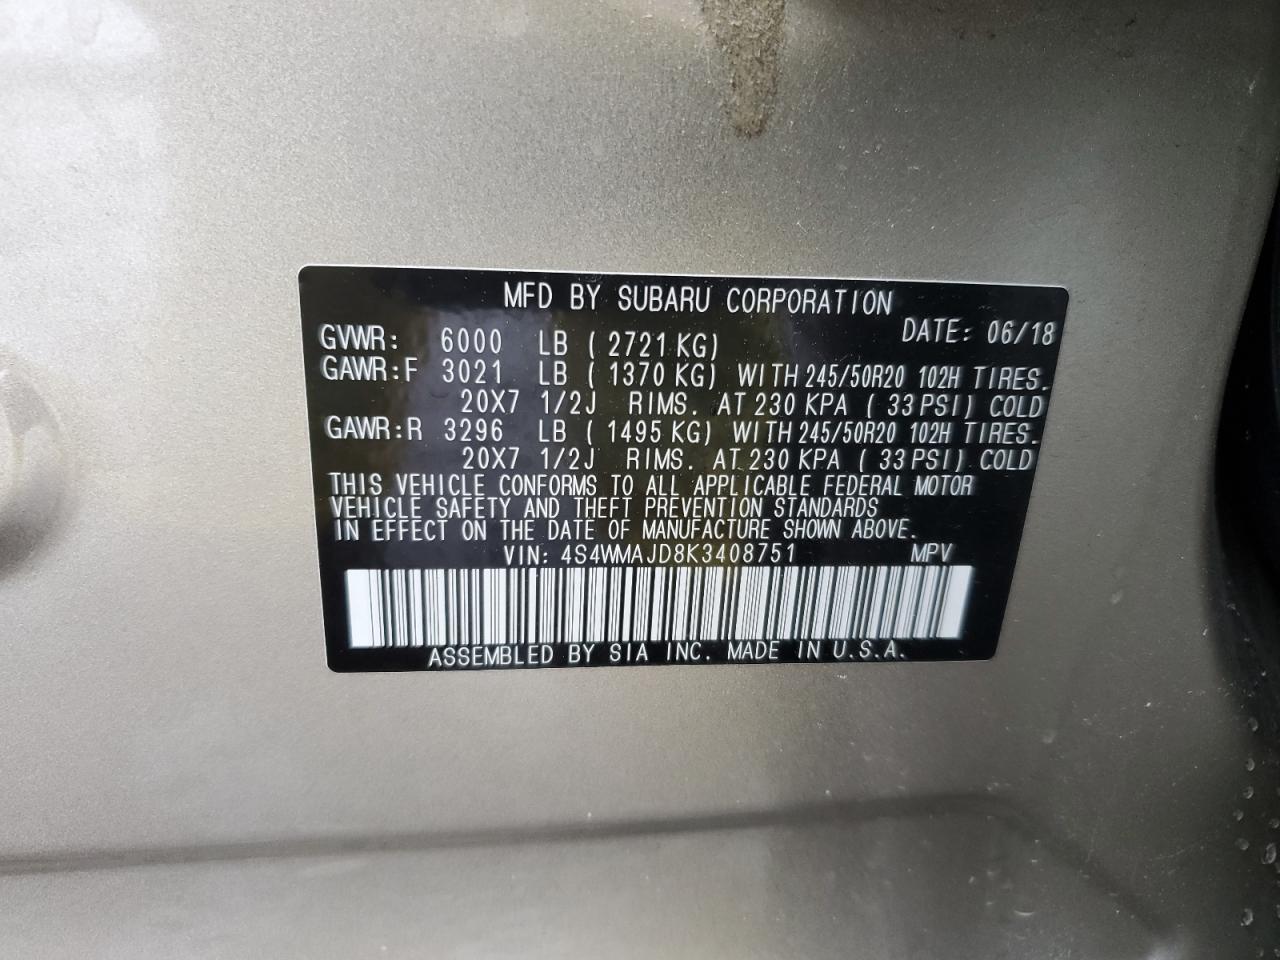 MFD BY SUBARU CORPORATION
DATE: 06/18
GVWR: 6000 LB ( 2721 KG)
GAWR:F 3021 LB ( 1370 KG) WITH 245/50R20 102H TIRES.
20X7 1/2J RIMS. AT 230 KPA ( 33 PSI) COLD
GAWR:R 3296 LB ( 1495 KG) WITH 245/50R20 102H TIRES.
20X7 1/2J RIMS. AT 230 KPA ( 33 PSI) COLD
THIS VEHICLE CONFORMS TO ALL APPLICABLE FEDERAL MOTOR
VEHICLE SAFETY AND THEFT PREVENTION STANDARDS
IN EFFECT ON THE DATE OF MANUFACTURE SHOWN ABOVE.
VIN: 4S4WMAJD8K3408751 MPV
ASSEMBLED BY SIA INC. MADE IN U.S.A.